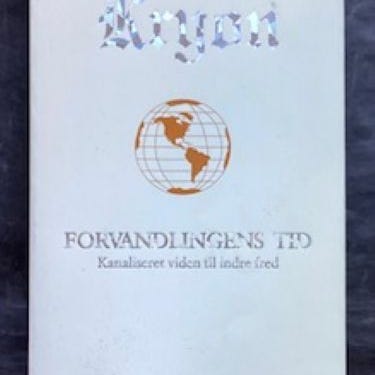 Kryon
FORVANDLINGENS TID
Kanaliseret viden til indre fred